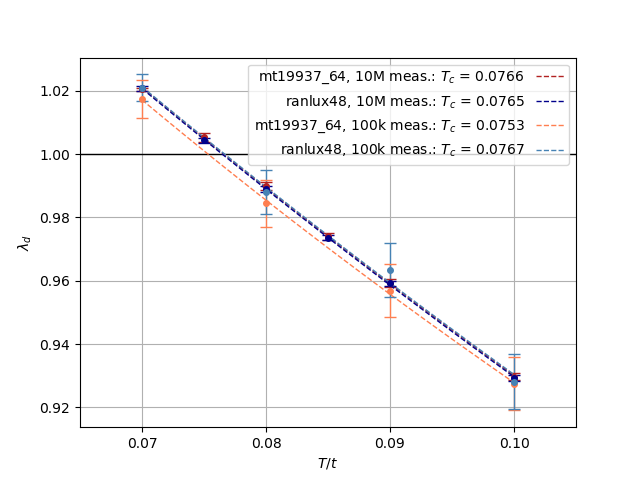 mt19937_64, 10M meas.: T_c = 0.0766
ranlux48, 10M meas.: T_c = 0.0765
mt19937_64, 100k meas.: T_c = 0.0753
ranlux48, 100k meas.: T_c = 0.0767
1.02
1.00
0.98
0.96
0.94
0.92
λ_d
0.07 0.08 0.09 0.10
T/t